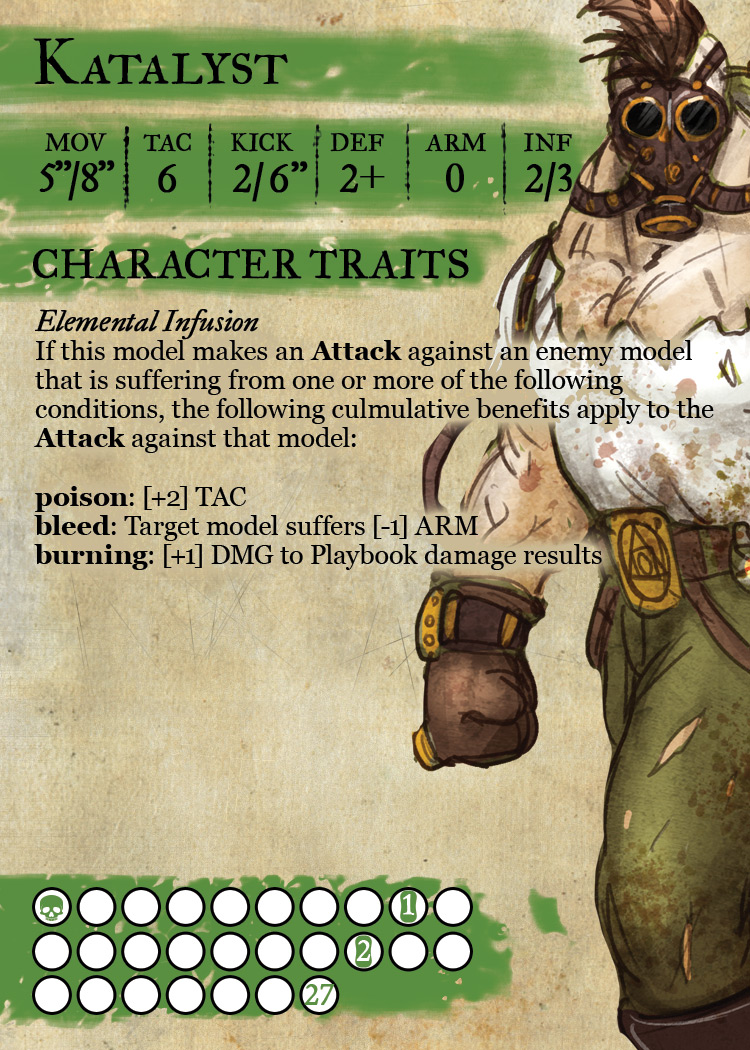 Katalyst
MOV TAC KICK DEF ARM INF
5”/8” 6 2/6” 2+ 0 2/3
CHARACTER TRAITS
Elemental Infusion
If this model makes an Attack against an enemy model
that is suffering from one or more of the following
conditions, the following culmulative benefits apply to the
Attack against that model:
poison: [+2] TAC
bleed: Target model suffers [-1] ARM
burning: [+1] DMG to Playbook damage results
1
2
27